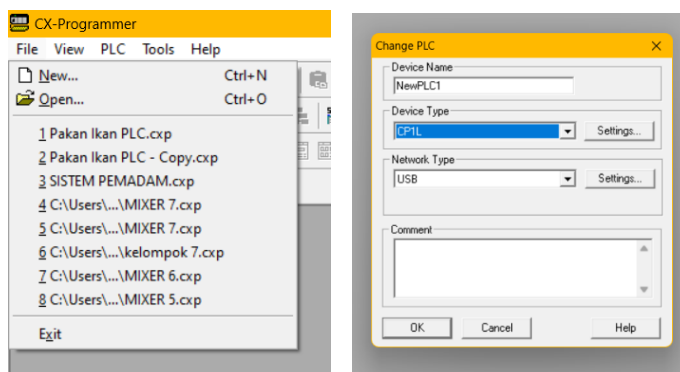 CX-Programmer
File View PLC Tools Help
New... Ctrl+N
Open... Ctrl+O
1 Pakan Ikan PLC.cxp
2 Pakan Ikan PLC - Copy.cxp
3 SISTEM PEMADAM.cxp
4 C:\Users\...\MIXER 7.cxp
5 C:\Users\...\MIXER 7.cxp
6 C:\Users\...\kelompok 7.cxp
7 C:\Users\...\MIXER 6.cxp
8 C:\Users\...\MIXER 5.cxp
Exit
Change PLC
Device Name
NewPLC1
Device Type
CP1L Settings...
Network Type
USB Settings...
Comment
OK Cancel Help